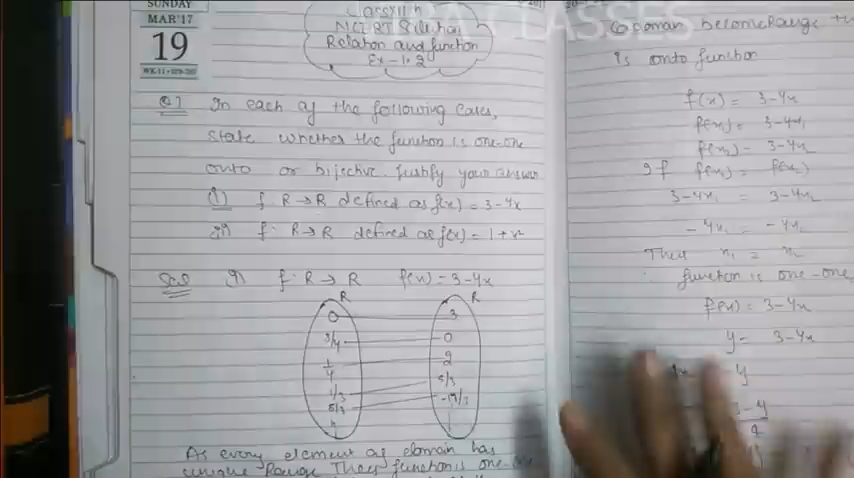 SUNDAY
MAR'17
19
Class 12th
NCERT Solution
Relation and function
Ex-1.2
Q1 In each of the following cases,
state whether the function is one-one
onto or bijective. Justify your answer
(i) f: R→R defined as f(x) = 3-4x
(ii) f: R→R defined as f(x) = 1+x²
Sol (i) f: R→R f(x) = 3-4x
R R
0 3
3/4 0
1/4 2
1/3 5/3
5/3 -11/3
As every element of domain has
unique Range Then function is one-one
CLASSES
Coman become Range
is onto function
f(x) = 3-4x
f(x₁) = 3-4x₁
f(x₂) = 3-4x₂
If f(x₁) = f(x₂)
3-4x₁ = 3-4x₂
-4x₁ = -4x₂
Then x₁ = x₂
∴ function is one-one
f(x) = 3-4x
y = 3-4x
y
3-y
4